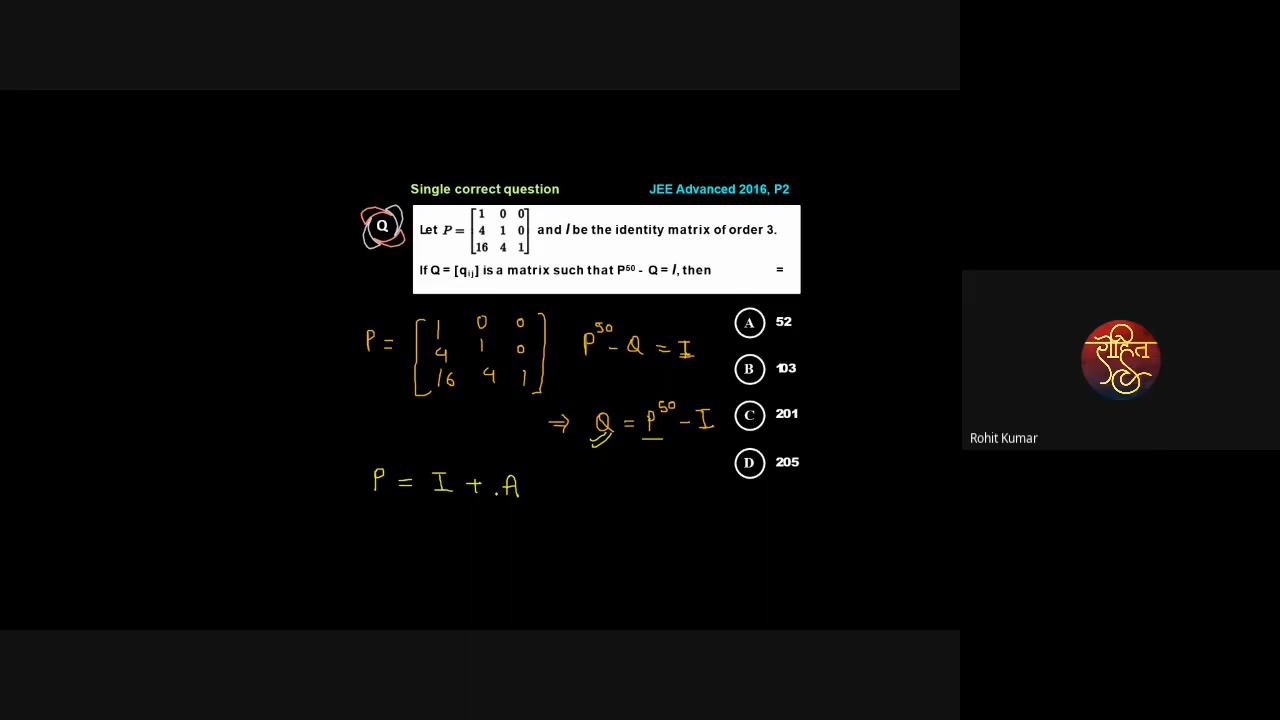 Single correct question JEE Advanced 2016, P2
Q
Let P = [1 0 0
4 1 0
16 4 1] and I be the identity matrix of order 3.
If Q = [qij] is a matrix such that P⁵⁰ - Q = I, then =
A 52
B 103
C 201
D 205
P = [1 0 0
4 1 0
16 4 1]
P⁵⁰ - Q = I
⇒ Q = P⁵⁰ - I
P = I + .A
रोहित
Rohit Kumar